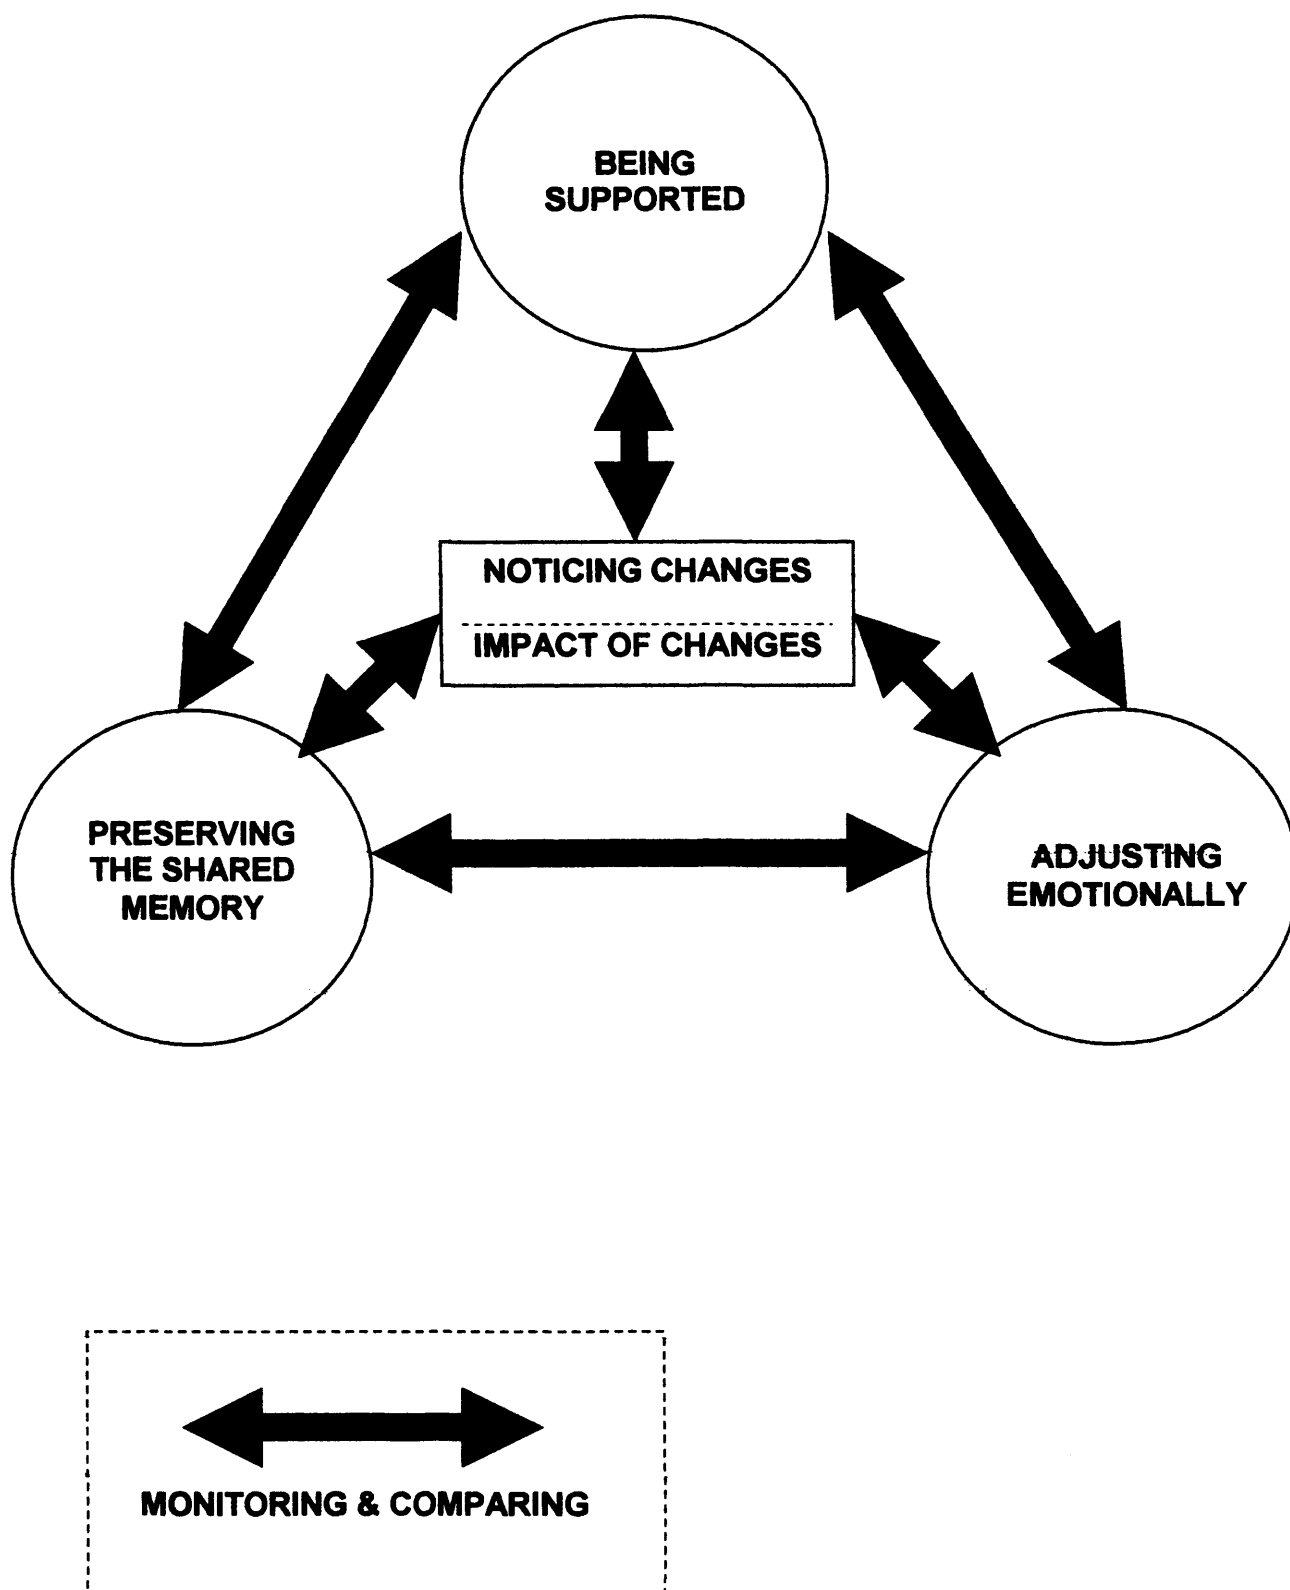 BEING
SUPPORTED
NOTICING CHANGES
IMPACT OF CHANGES
PRESERVING
THE SHARED
MEMORY
ADJUSTING
EMOTIONALLY
MONITORING & COMPARING